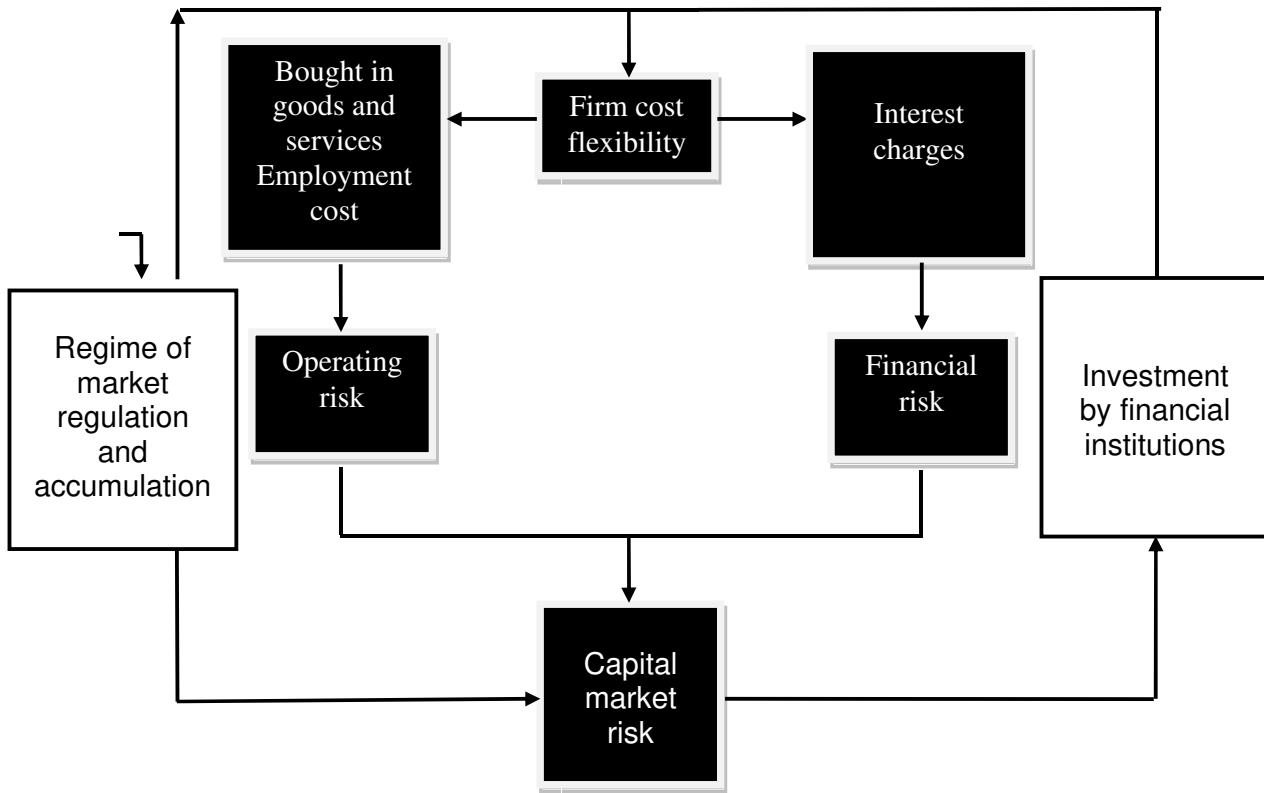 Bought in
goods and
services
Employment
cost
Firm cost
flexibility
Interest
charges
Regime of
market
regulation
and
accumulation
Operating
risk
Financial
risk
Investment
by financial
institutions
Capital
market
risk